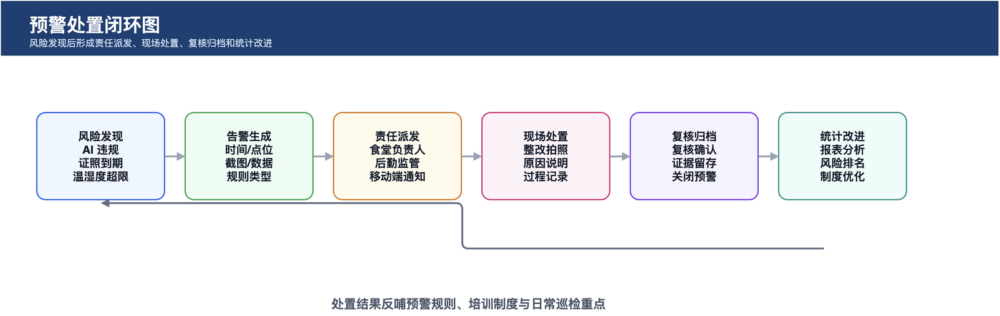 预警处置闭环图
风险发现后形成责任派发、现场处置、复核归档和统计改进
风险发现
AI 违规
证照到期
温湿度超限
告警生成
时间/点位
截图/数据
规则类型
责任派发
食堂负责人
后勤监管
移动端通知
现场处置
整改拍照
原因说明
过程记录
复核归档
复核确认
证据留存
关闭预警
统计改进
报表分析
风险排名
制度优化
处置结果反哺预警规则、培训制度与日常巡检重点